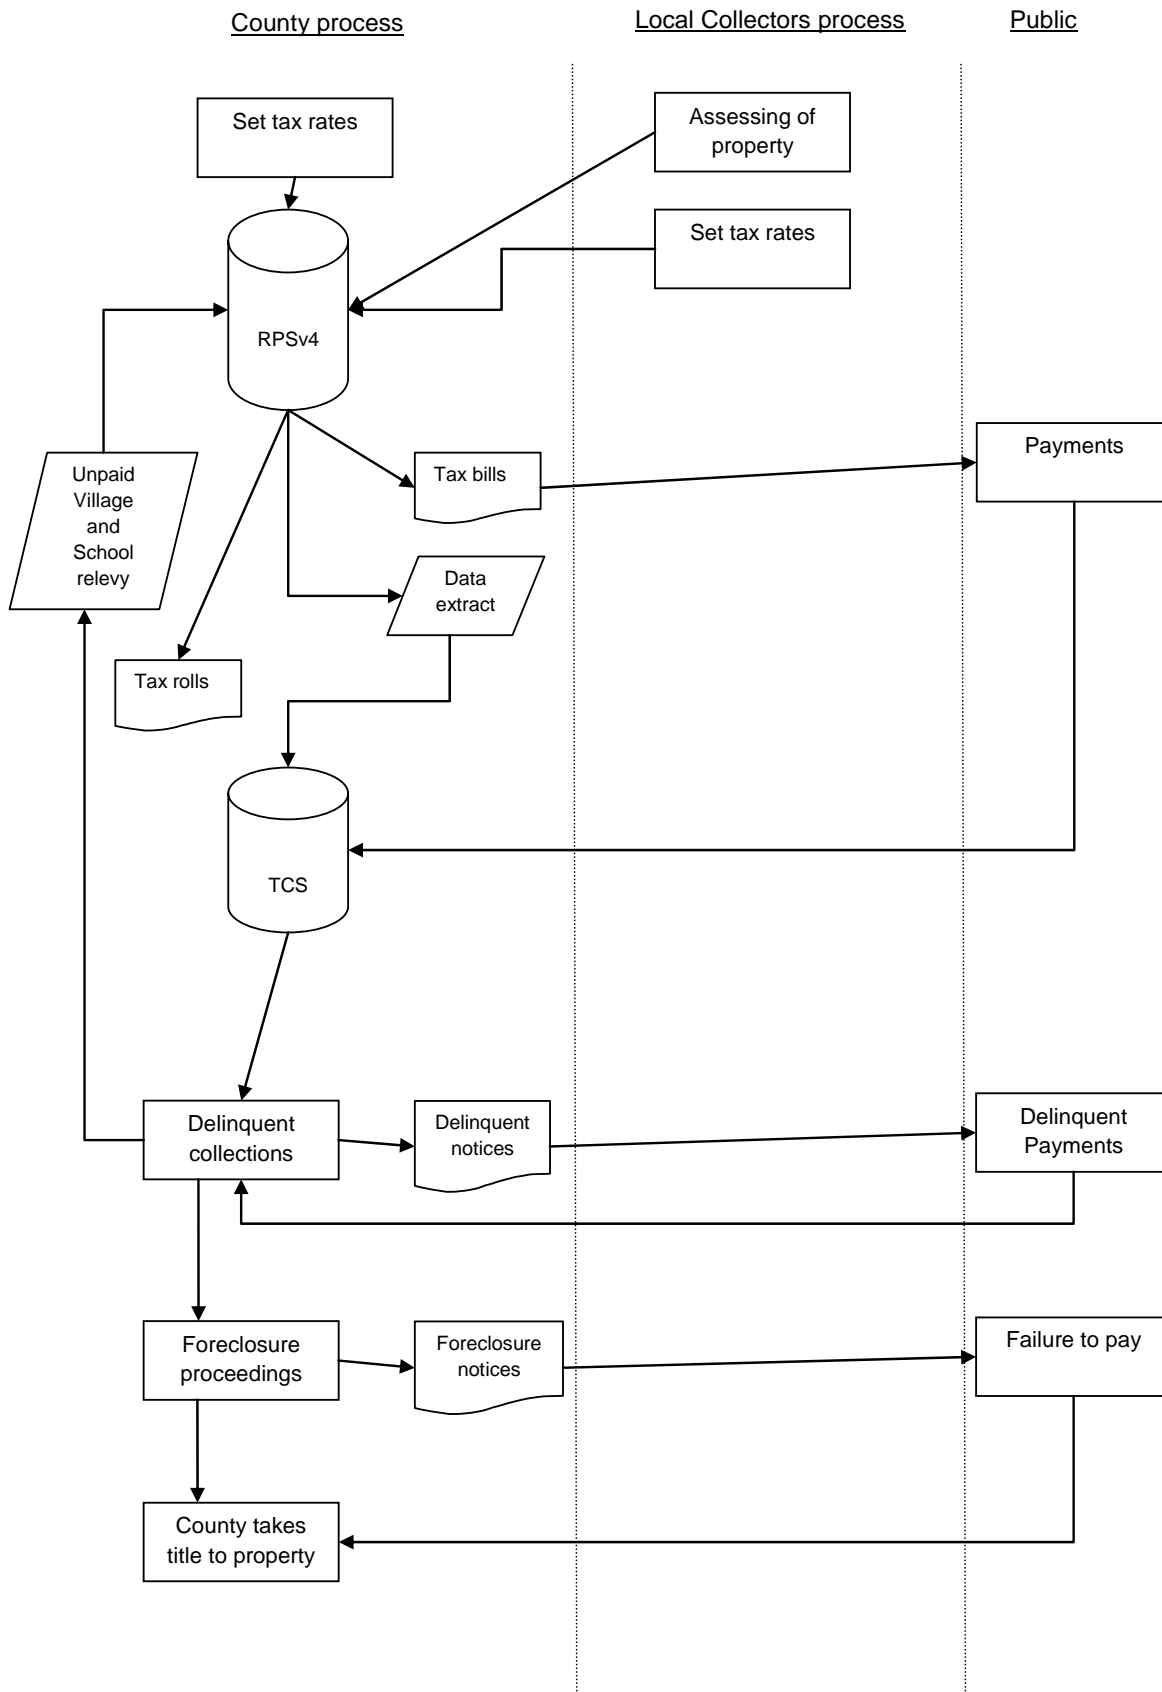 County process
Local Collectors process
Public
Set tax rates
Assessing of
property
Set tax rates
RPSv4
Unpaid
Village
and
School
relevy
Tax bills
Payments
Data
extract
Tax rolls
TCS
Delinquent
collections
Delinquent
notices
Delinquent
Payments
Foreclosure
proceedings
Foreclosure
notices
Failure to pay
County takes
title to property